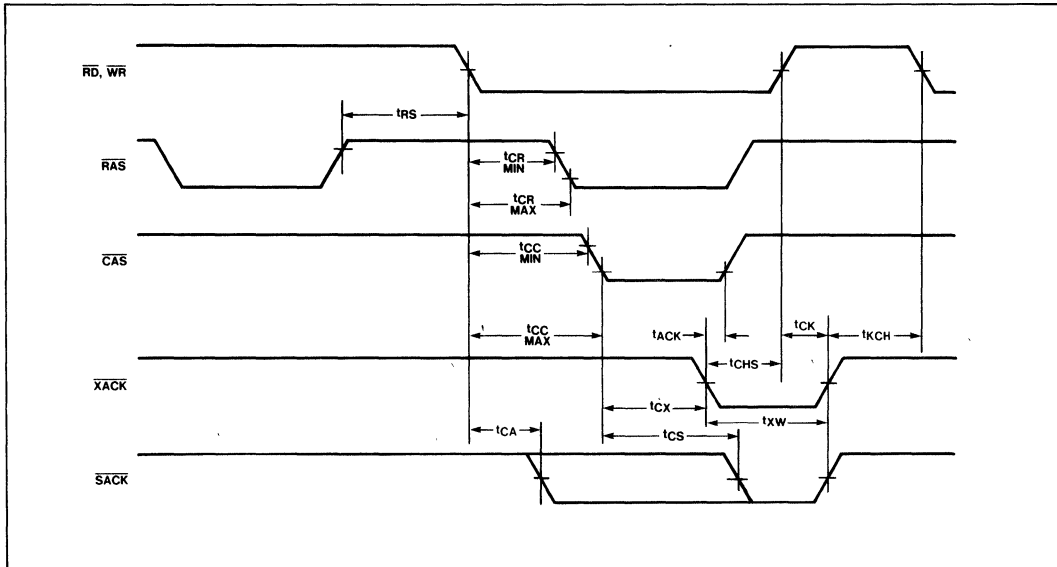 RD, WR
tRS
RAS
tCR
MIN
tCR
MAX
tCC
MIN
CAS
tCC
MAX
tACK
tCK
tKCH
tCHS
XACK
tCX
tXW
tCA
tCS
SACK